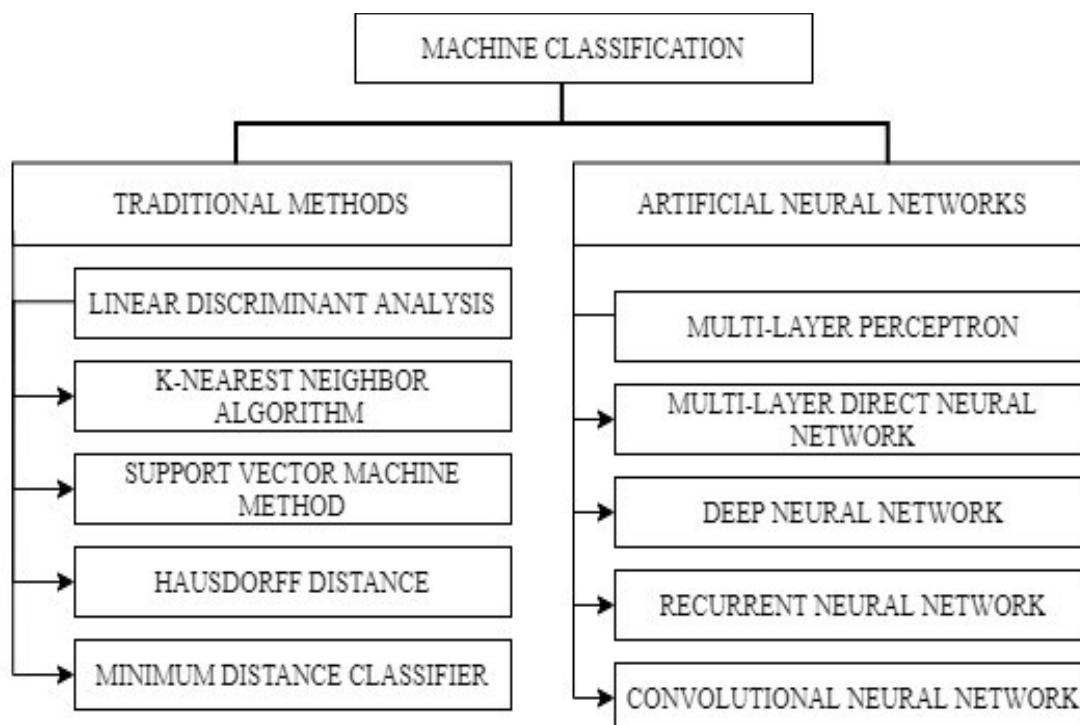 MACHINE CLASSIFICATION
TRADITIONAL METHODS
LINEAR DISCRIMINANT ANALYSIS
K-NEAREST NEIGHBOR
ALGORITHM
SUPPORT VECTOR MACHINE
METHOD
HAUSDORFF DISTANCE
MINIMUM DISTANCE CLASSIFIER
ARTIFICIAL NEURAL NETWORKS
MULTI-LAYER PERCEPTRON
MULTI-LAYER DIRECT NEURAL
NETWORK
DEEP NEURAL NETWORK
RECURRENT NEURAL NETWORK
CONVOLUTIONAL NEURAL NETWORK